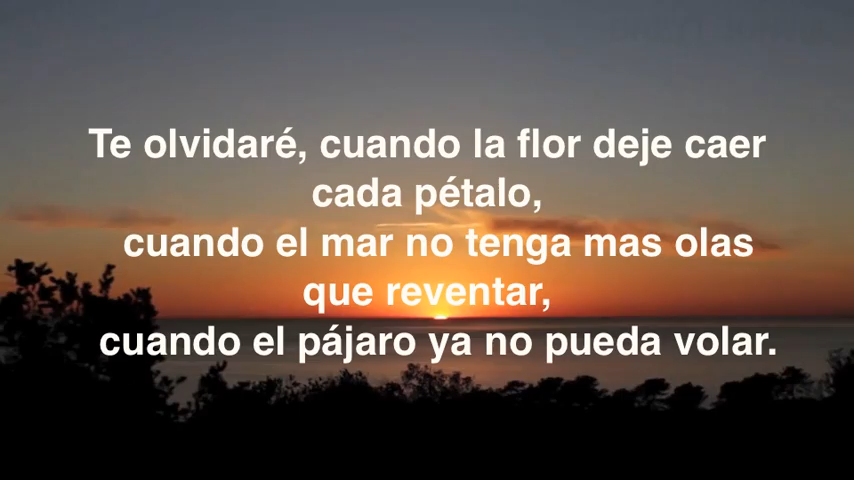 Te olvidaré, cuando la flor deje caer
cada pétalo,
cuando el mar no tenga mas olas
que reventar,
cuando el pájaro ya no pueda volar.